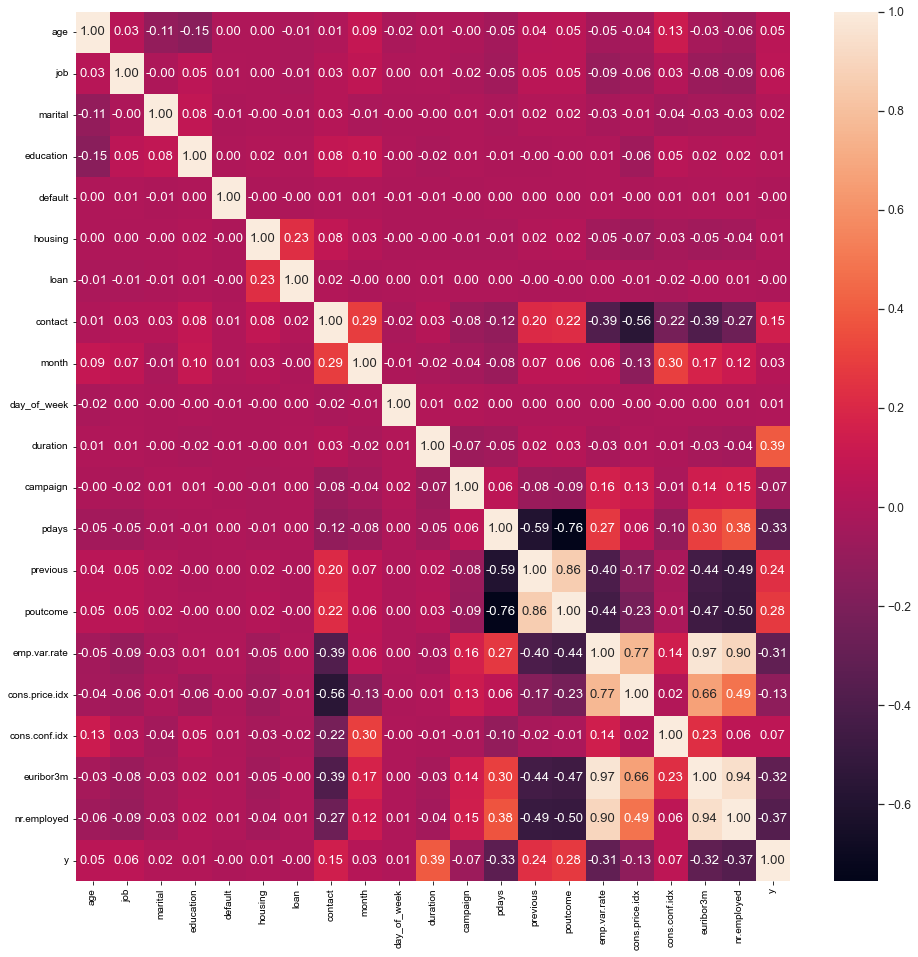 age 1.00 0.03 -0.11 -0.15 0.00 0.00 -0.01 0.01 0.09 -0.02 0.01 -0.00 -0.05 0.04 0.05 -0.05 -0.04 0.13 -0.03 -0.06 0.05
job 0.03 1.00 -0.00 0.05 0.01 0.00 -0.01 0.03 0.07 0.00 0.01 -0.02 -0.05 0.05 0.05 -0.09 -0.06 0.03 -0.08 -0.09 0.06
marital -0.11 -0.00 1.00 0.08 -0.01 -0.00 -0.01 0.03 -0.01 -0.00 -0.00 0.01 -0.01 0.02 0.02 -0.03 -0.01 -0.04 -0.03 -0.03 0.02
education -0.15 0.05 0.08 1.00 0.00 0.02 0.01 0.08 0.10 -0.00 -0.02 0.01 -0.01 -0.00 -0.00 0.01 -0.06 0.05 0.02 0.02 0.01
default 0.00 0.01 -0.01 0.00 1.00 -0.00 -0.00 0.01 0.01 -0.01 -0.01 -0.00 0.00 0.00 0.00 0.01 -0.00 0.01 0.01 0.01 -0.00
housing 0.00 0.00 -0.00 0.02 -0.00 1.00 0.23 0.08 0.03 -0.00 -0.00 -0.01 -0.01 0.02 0.02 -0.05 -0.07 -0.03 -0.05 -0.04 0.01
loan -0.01 -0.01 -0.01 0.01 -0.00 0.23 1.00 0.02 -0.00 -0.00 0.01 0.00 0.00 -0.00 -0.00 0.00 -0.01 -0.02 0.00 0.01 -0.00
contact 0.01 0.03 0.03 0.08 0.01 0.08 0.02 1.00 0.29 -0.02 0.03 -0.08 -0.12 0.20 0.22 -0.39 -0.56 -0.22 -0.39 -0.27 0.15
month 0.09 0.07 -0.01 0.10 0.01 0.03 -0.00 0.29 1.00 -0.01 -0.02 -0.04 -0.08 0.07 0.06 0.06 -0.13 0.30 0.17 0.12 0.03
day_of_week -0.02 0.00 -0.00 -0.00 -0.01 -0.00 -0.00 -0.02 -0.01 1.00 0.01 0.02 0.00 0.00 0.00 0.00 -0.00 -0.00 0.00 0.01 0.01
duration 0.01 0.01 -0.00 -0.02 -0.01 -0.00 0.01 0.03 -0.02 0.01 1.00 -0.07 -0.05 0.02 0.03 -0.03 0.01 -0.01 -0.03 -0.04 0.39
campaign -0.00 -0.02 0.01 0.01 -0.00 -0.01 0.00 -0.08 -0.04 0.02 -0.07 1.00 0.06 -0.08 -0.09 0.16 0.13 -0.01 0.14 0.15 -0.07
pdays -0.05 -0.05 -0.01 -0.01 0.00 -0.01 0.00 -0.12 -0.08 0.00 -0.05 0.06 1.00 -0.59 -0.76 0.27 0.06 -0.10 0.30 0.38 -0.33
previous 0.04 0.05 0.02 -0.00 0.00 0.02 -0.00 0.20 0.07 0.00 0.02 -0.08 -0.59 1.00 0.86 -0.40 -0.17 -0.02 -0.44 -0.49 0.24
poutcome 0.05 0.05 0.02 -0.00 0.00 0.02 -0.00 0.22 0.06 0.00 0.03 -0.09 -0.76 0.86 1.00 -0.44 -0.23 -0.01 -0.47 -0.50 0.28
emp.var.rate -0.05 -0.09 -0.03 0.01 0.01 -0.05 0.00 -0.39 0.06 0.00 -0.03 0.16 0.27 -0.40 -0.44 1.00 0.77 0.14 0.97 0.90 -0.31
cons.price.idx -0.04 -0.06 -0.01 -0.06 -0.00 -0.07 -0.01 -0.56 -0.13 -0.00 0.01 0.13 0.06 -0.17 -0.23 0.77 1.00 0.02 0.66 0.49 -0.13
cons.conf.idx 0.13 0.03 -0.04 0.05 0.01 -0.03 -0.02 -0.22 0.30 -0.00 -0.01 -0.01 -0.10 -0.02 -0.01 0.14 0.02 1.00 0.23 0.06 0.07
euribor3m -0.03 -0.08 -0.03 0.02 0.01 -0.05 0.00 -0.39 0.17 0.00 -0.03 0.14 0.30 -0.44 -0.47 0.97 0.66 0.23 1.00 0.94 -0.32
nr.employed -0.06 -0.09 -0.03 0.02 0.01 -0.04 0.01 -0.27 0.12 0.01 -0.04 0.15 0.38 -0.49 -0.50 0.90 0.49 0.06 0.94 1.00 -0.37
y 0.05 0.06 0.02 0.01 -0.00 0.01 -0.00 0.15 0.03 0.01 0.39 -0.07 -0.33 0.24 0.28 -0.31 -0.13 0.07 -0.32 -0.37 1.00
age job marital education default housing loan contact month day_of_week duration campaign pdays previous poutcome emp.var.rate cons.price.idx cons.conf.idx euribor3m nr.employed y
1.0
0.8
0.6
0.4
0.2
0.0
−0.2
−0.4
−0.6